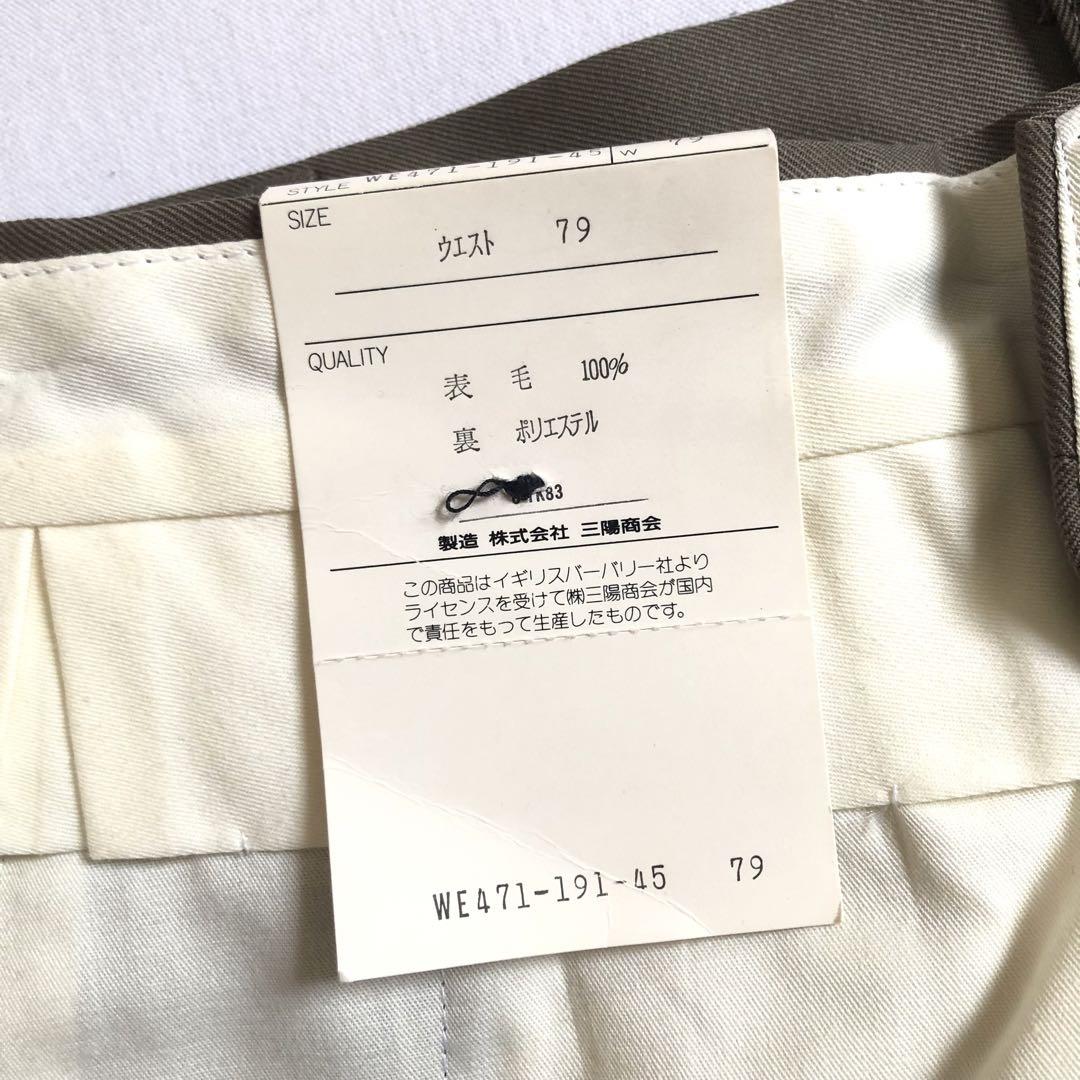 STYLE WE471-191-45 W 79
SIZE
ウエスト 79
QUALITY
表 毛 100%
裏 ポリエステル
製造 株式会社 三陽商会
この商品はイギリスバーバリー社より
ライセンスを受けて㈱三陽商会が国内
で責任をもって生産したものです。
WE471-191-45 79